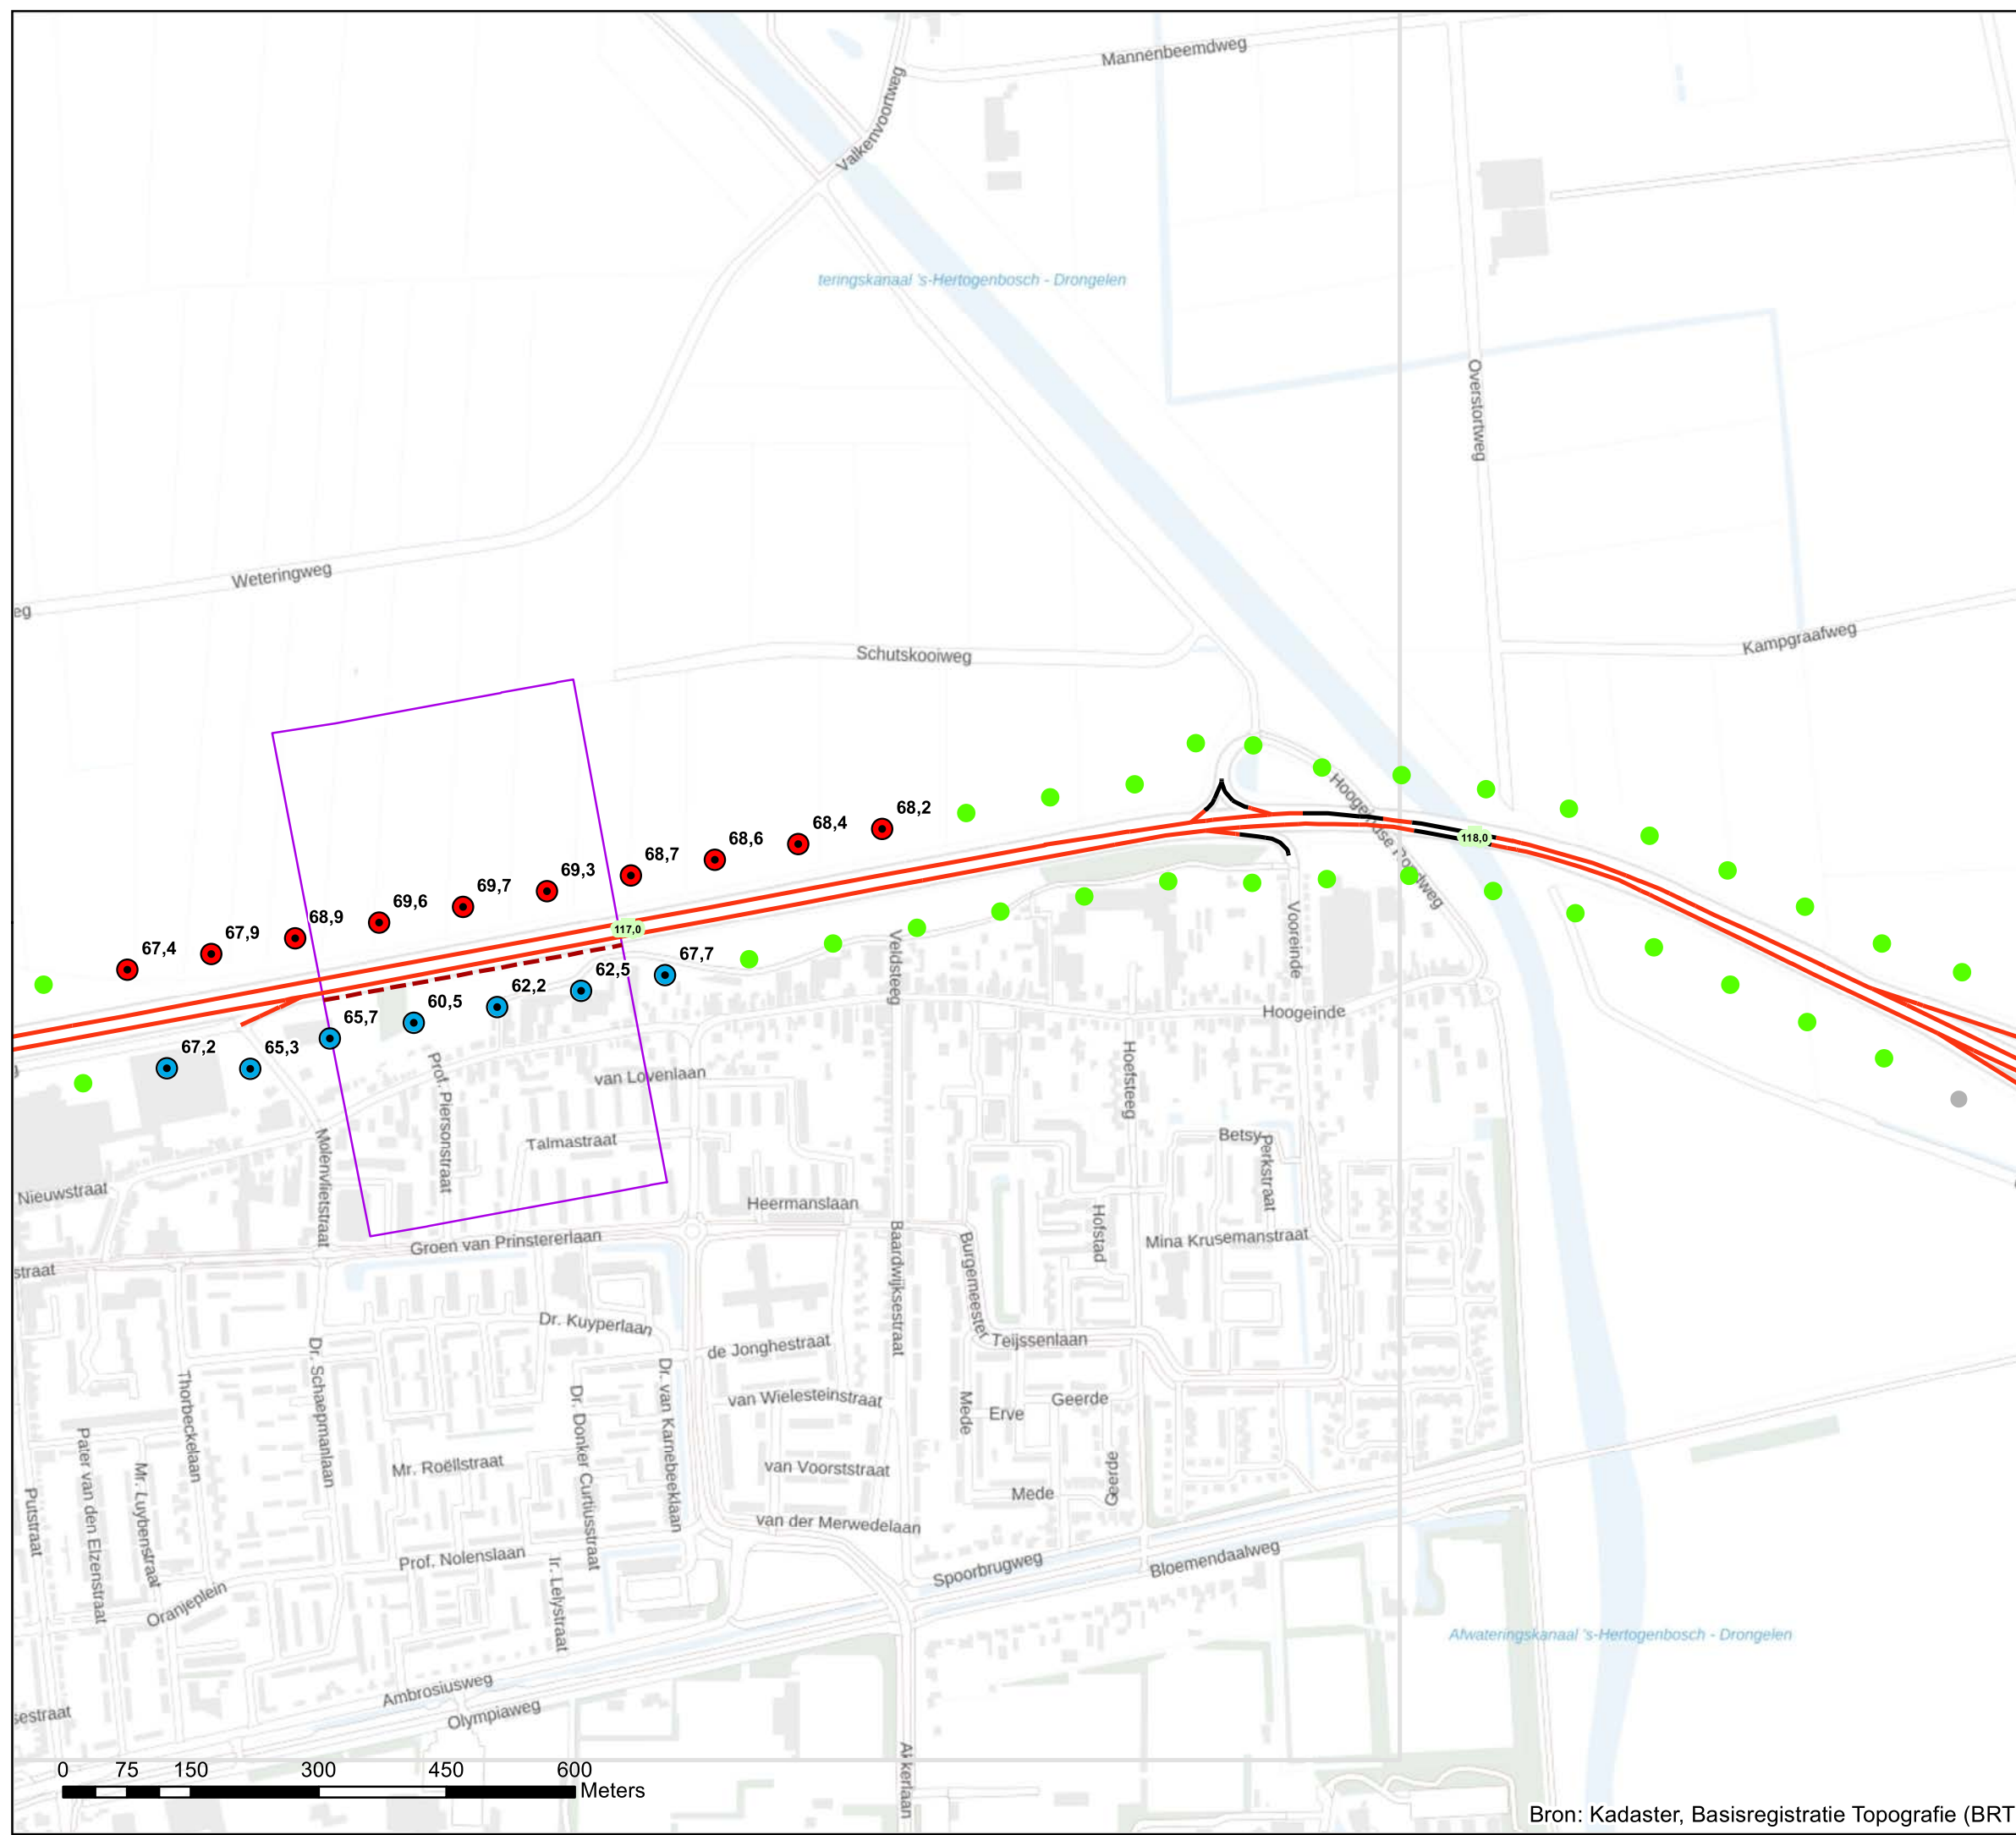 Mannenbeemdweg
Valkenvoortweg
teringskanaal 's-Hertogenbosch - Drongelen
Overstortweg
Weteringweg
eg
Schutskooiweg
Kampgraafweg
Hoogeindse Rondweg
68,2
68,4
68,6
68,7
69,3
69,7
69,6
68,9
67,9
67,4
118,0
117,0
67,7
62,5
62,2
60,5
65,7
65,3
67,2
Veldsteeg
Vooreinde
Hoogeinde
Prof. Piersonstraat
van Lovenlaan
Hoefsteeg
Talmastraat
Molenvlietstraat
Betsy
Perkstraat
Nieuwstraat
Heermanslaan
Groen van Prinstererlaan
Hofstad
Mina Krusemanstraat
straat
Baardwijksestraat
Burgemeester
Teijssenlaan
Dr. Kuyperlaan
de Jonghestraat
Dr. Schaepmanlaan
Thorbeckelaan
Dr. van Karnebeeklaan
Dr. Donker Curtiusstraat
van Wielesteinstraat
Mede
Erve
Geerde
Geerde
Pater van den Elzenstraat
Mr. Luybenstraat
Putstraat
Mr. Roëllstraat
van Voorststraat
Mede
van der Merwedelaan
Prof. Nolenslaan
Ir. Lelystraat
Oranjeplein
Spoorbrugweg
Bloemendaalweg
Afwateringskanaal 's-Hertogenbosch - Drongelen
Ambrosiusweg
Olympiaweg
sestraat
Akkerlaan
0 75 150 300 450 600
Meters
Bron: Kadaster, Basisregistratie Topografie (BRT